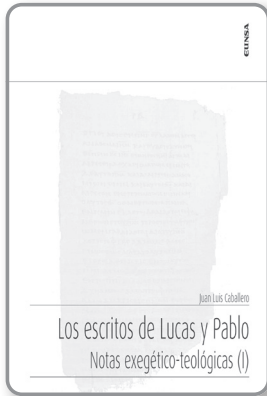 EUNSA
Juan Luis Caballero
Los escritos de Lucas y Pablo
Notas exegético-teológicas (I)